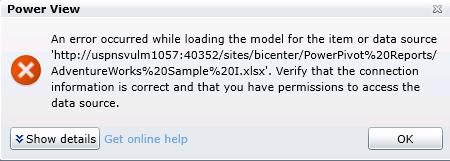 Power View
An error occurred while loading the model for the item or data source
'http://uspnsvulm1057:40352/sites/bicenter/PowerPivot%20Reports/
AdventureWorks%20Sample%20I.xlsx'. Verify that the connection
information is correct and that you have permissions to access the
data source.
Show details Get online help OK